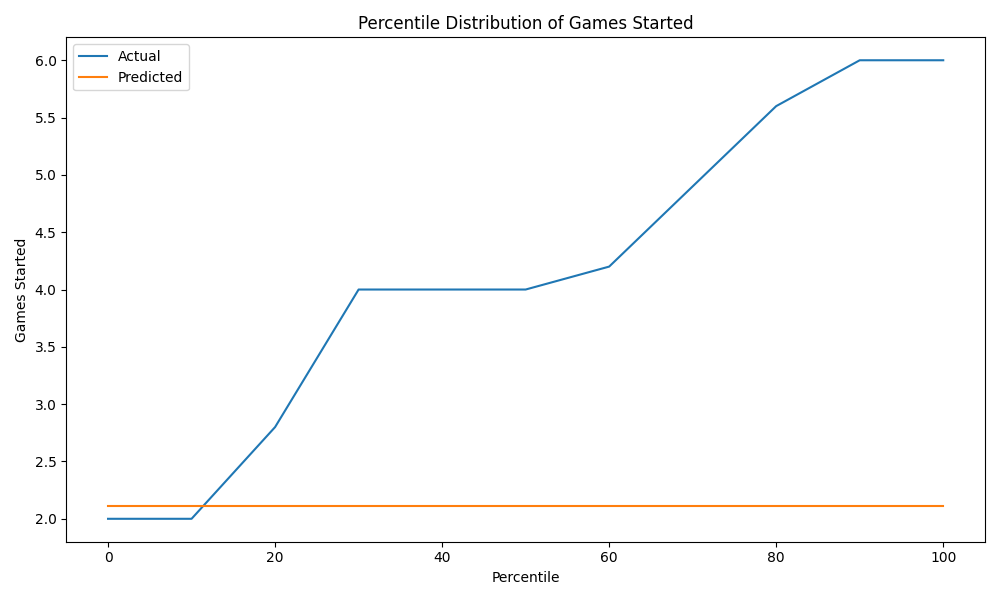 Percentile Distribution of Games Started
Actual
Predicted
6.0
5.5
5.0
4.5
4.0
3.5
3.0
2.5
2.0
Games Started
0 20 40 60 80 100
Percentile